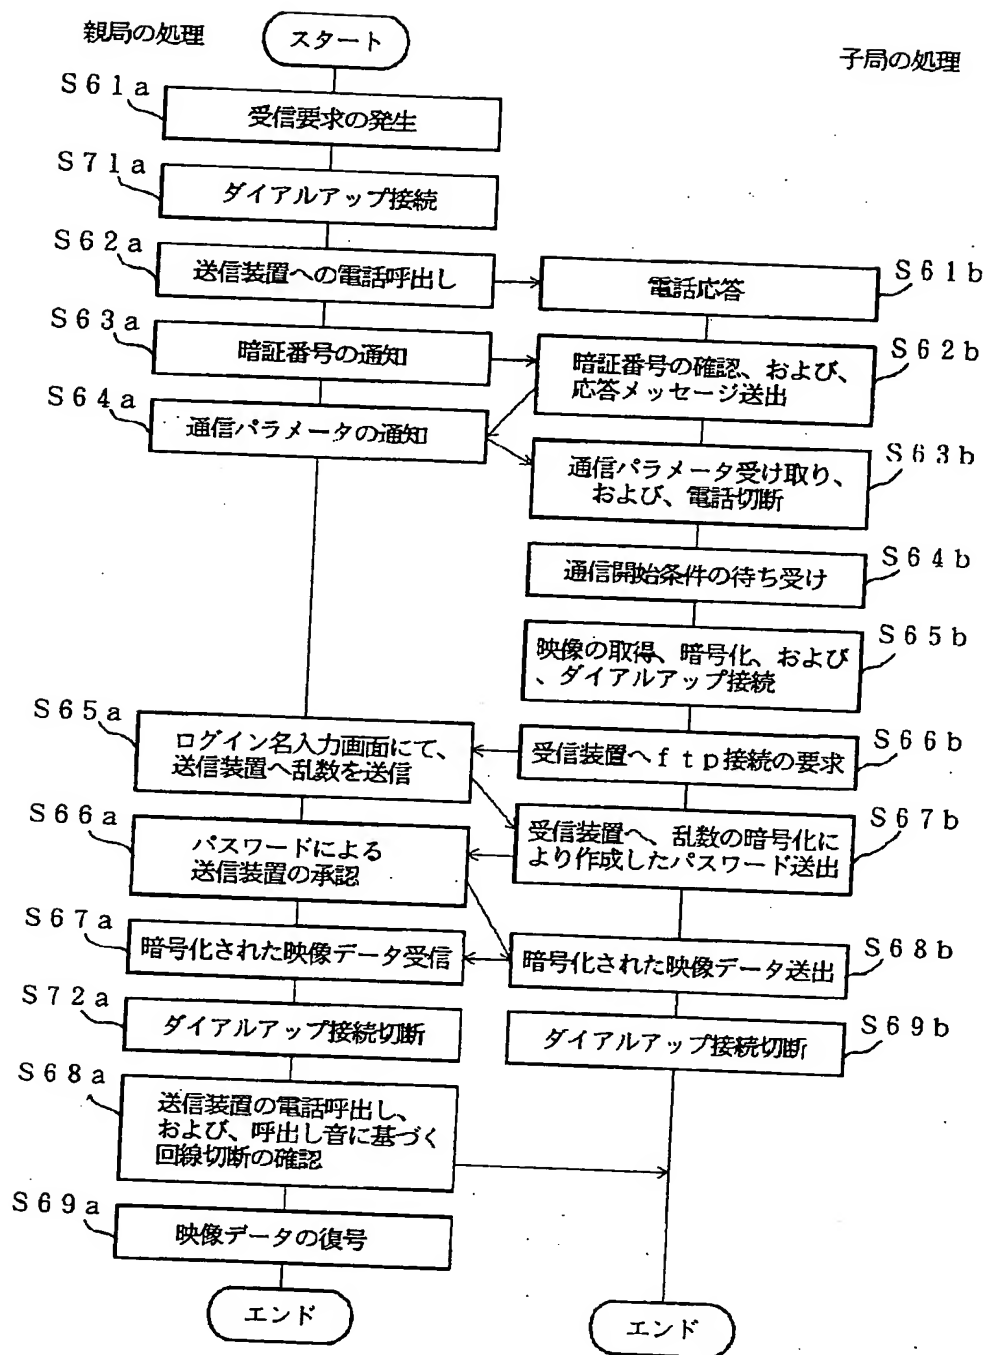 親局の処理
スタート
子局の処理
S61a
受信要求の発生
S71a
ダイアルアップ接続
S62a
送信装置への電話呼出し
電話応答
S61b
S63a
暗証番号の通知
暗証番号の確認、および、
応答メッセージ送出
S62b
S64a
通信パラメータの通知
通信パラメータ受け取り、
および、電話切断
S63b
通信開始条件の待ち受け
S64b
映像の取得、暗号化、および
、ダイアルアップ接続
S65b
S65a
ログイン名入力画面にて、
送信装置へ乱数を送信
受信装置へftp接続の要求
S66b
S66a
パスワードによる
送信装置の承認
受信装置へ、乱数の暗号化に
より作成したパスワード送出
S67b
S67a
暗号化された映像データ受信
暗号化された映像データ送出
S68b
S72a
ダイアルアップ接続切断
ダイアルアップ接続切断
S69b
S68a
送信装置の電話呼出し、
および、呼出し音に基づく
回線切断の確認
S69a
映像データの復号
エンド
エンド